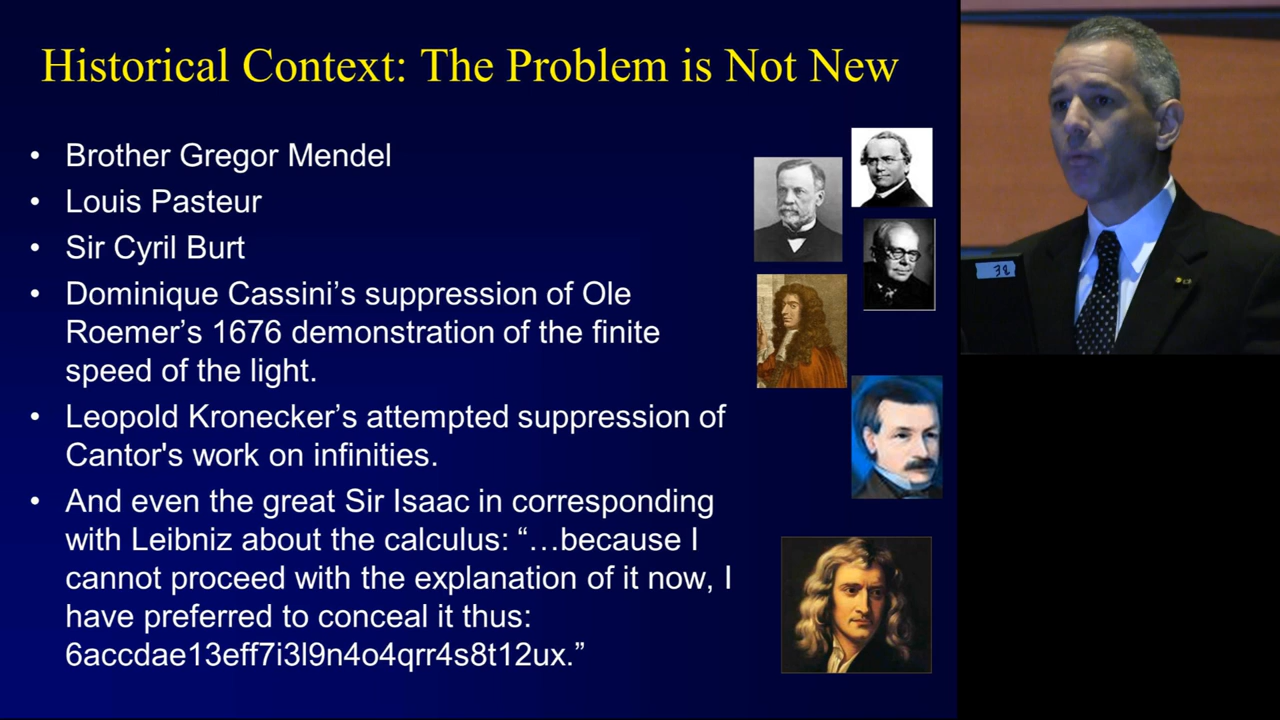 Historical Context: The Problem is Not New
• Brother Gregor Mendel
• Louis Pasteur
• Sir Cyril Burt
• Dominique Cassini’s suppression of Ole
Roemer’s 1676 demonstration of the finite
speed of the light.
• Leopold Kronecker’s attempted suppression of
Cantor's work on infinities.
• And even the great Sir Isaac in corresponding
with Leibniz about the calculus: “…because I
cannot proceed with the explanation of it now, I
have preferred to conceal it thus:
6accdae13eff7i3l9n4o4qrr4s8t12ux.”
32